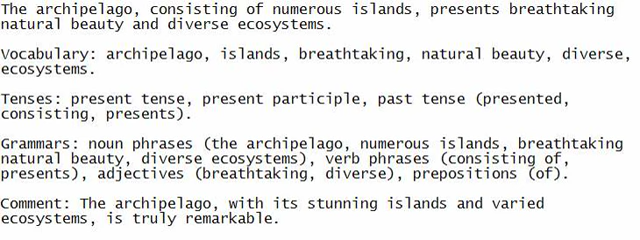 The archipelago, consisting of numerous islands, presents breathtaking
natural beauty and diverse ecosystems.
Vocabulary: archipelago, islands, breathtaking, natural beauty, diverse,
ecosystems.
Tenses: present tense, present participle, past tense (presented,
consisting, presents).
Grammars: noun phrases (the archipelago, numerous islands, breathtaking
natural beauty, diverse ecosystems), verb phrases (consisting of,
presents), adjectives (breathtaking, diverse), prepositions (of).
Comment: The archipelago, with its stunning islands and varied
ecosystems, is truly remarkable.